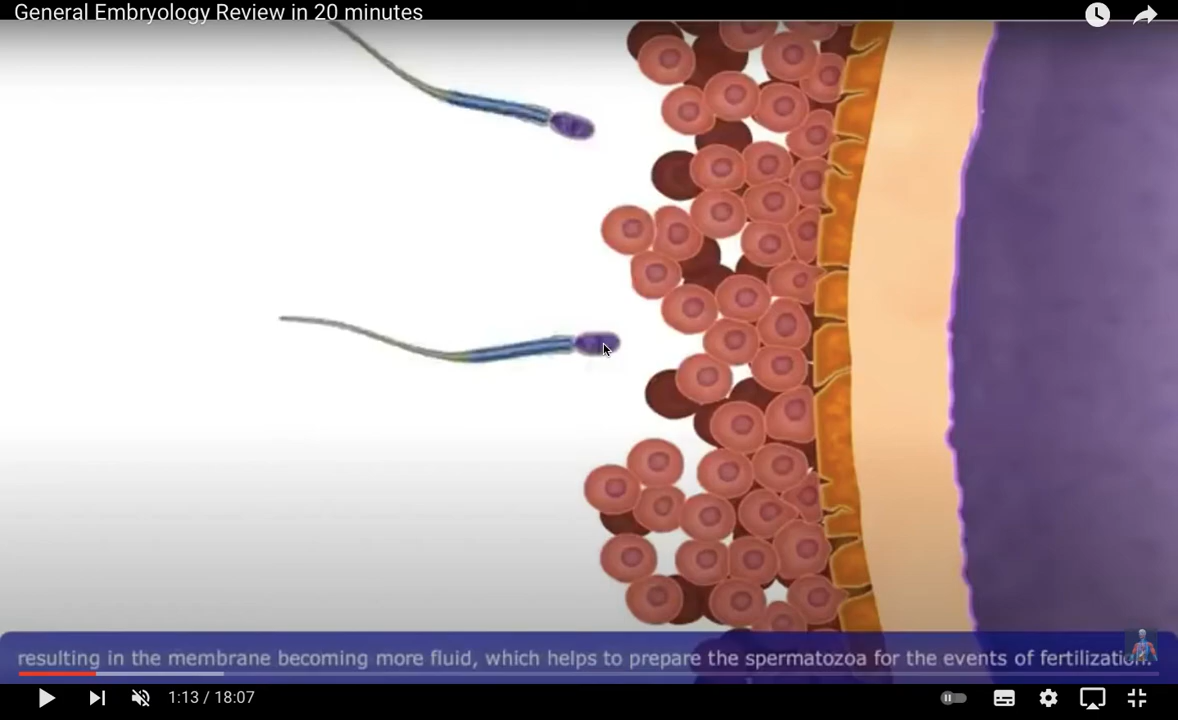 General Embryology Review in 20 minutes
resulting in the membrane becoming more fluid, which helps to prepare the spermatozoa for the events of fertilization.
1:13 / 18:07